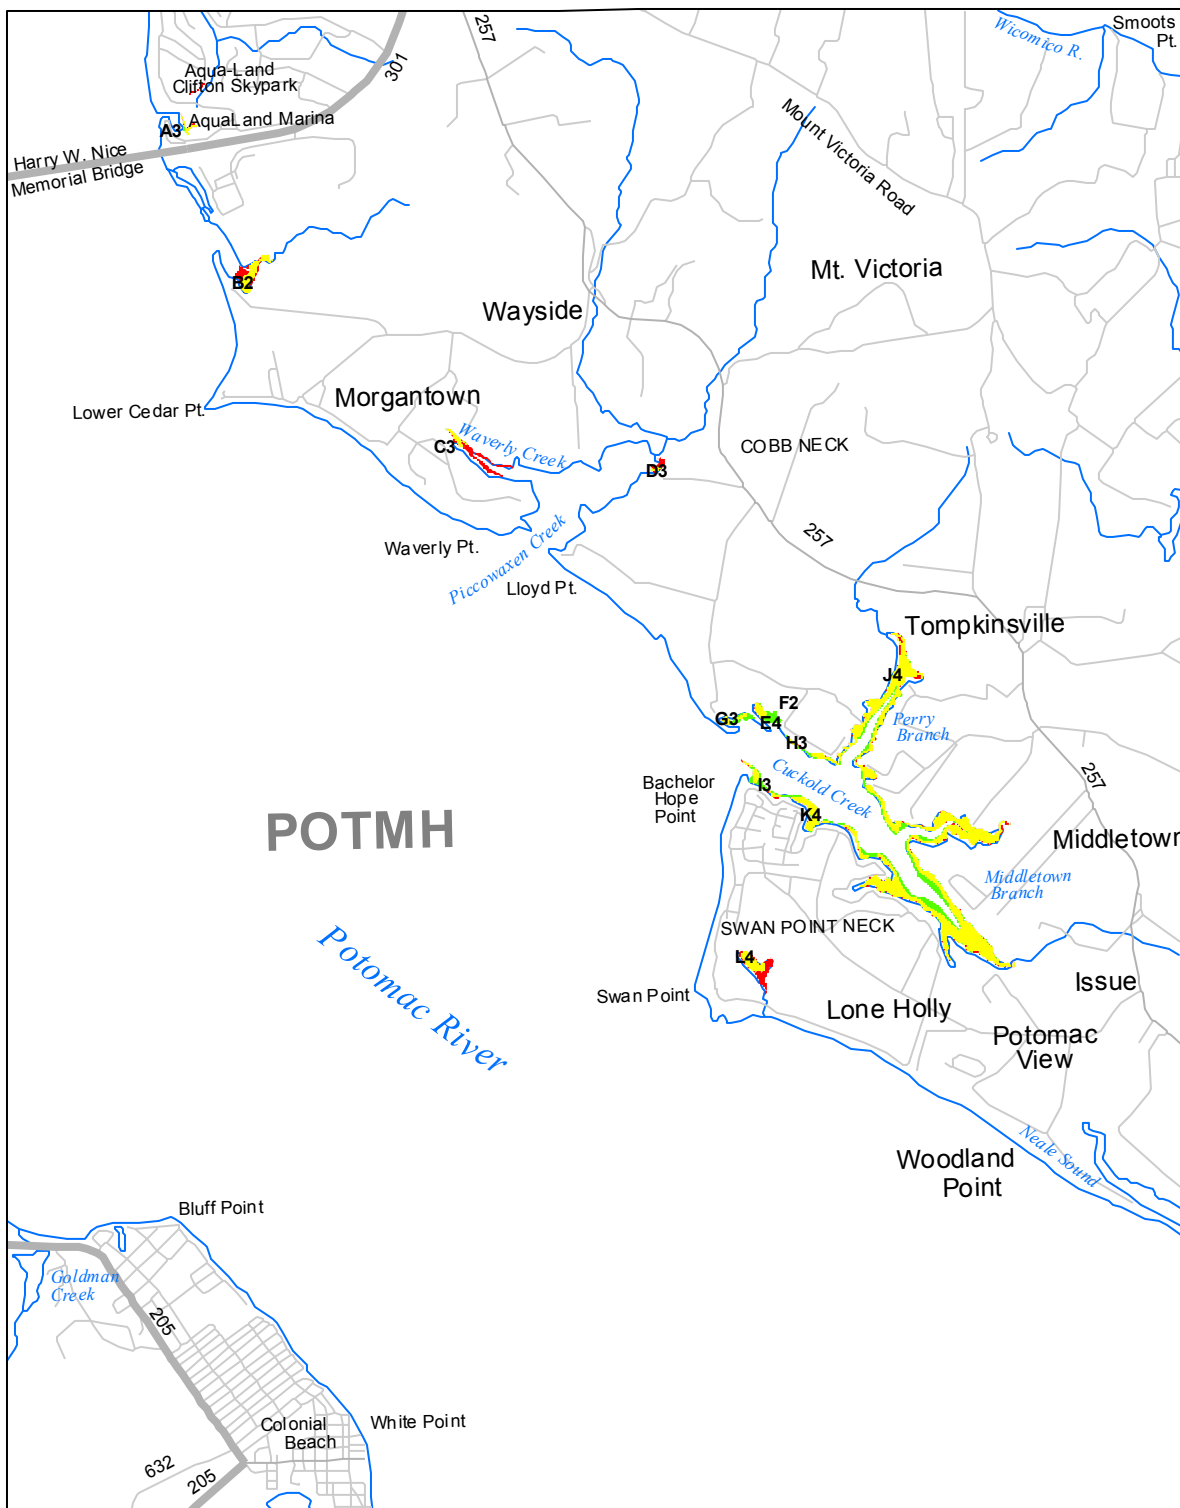 257
Wicomico R.
Smoots
Pt.
301
Aqua-Land
Clifton Skypark
A3
AquaLand Marina
Mount Victoria Road
Harry W. Nice
Memorial Bridge
B2
Mt. Victoria
Wayside
Morgantown
Lower Cedar Pt.
C3
Waverly Creek
COBB NECK
D3
257
Waverly Pt.
Piccowaxen Creek
Lloyd Pt.
Tompkinsville
J4
F2
G3
E4
Perry
Branch
H3
Cuckold Creek
257
Bachelor
Hope
Point
I3
K4
POTMH
Middletown
Middletown
Branch
SWAN POINT NECK
Potomac River
L4
Issue
Swan Point
Lone Holly
Potomac
View
Neale Sound
Woodland
Point
Bluff Point
Goldman
Creek
205
Colonial
Beach
White Point
632
205